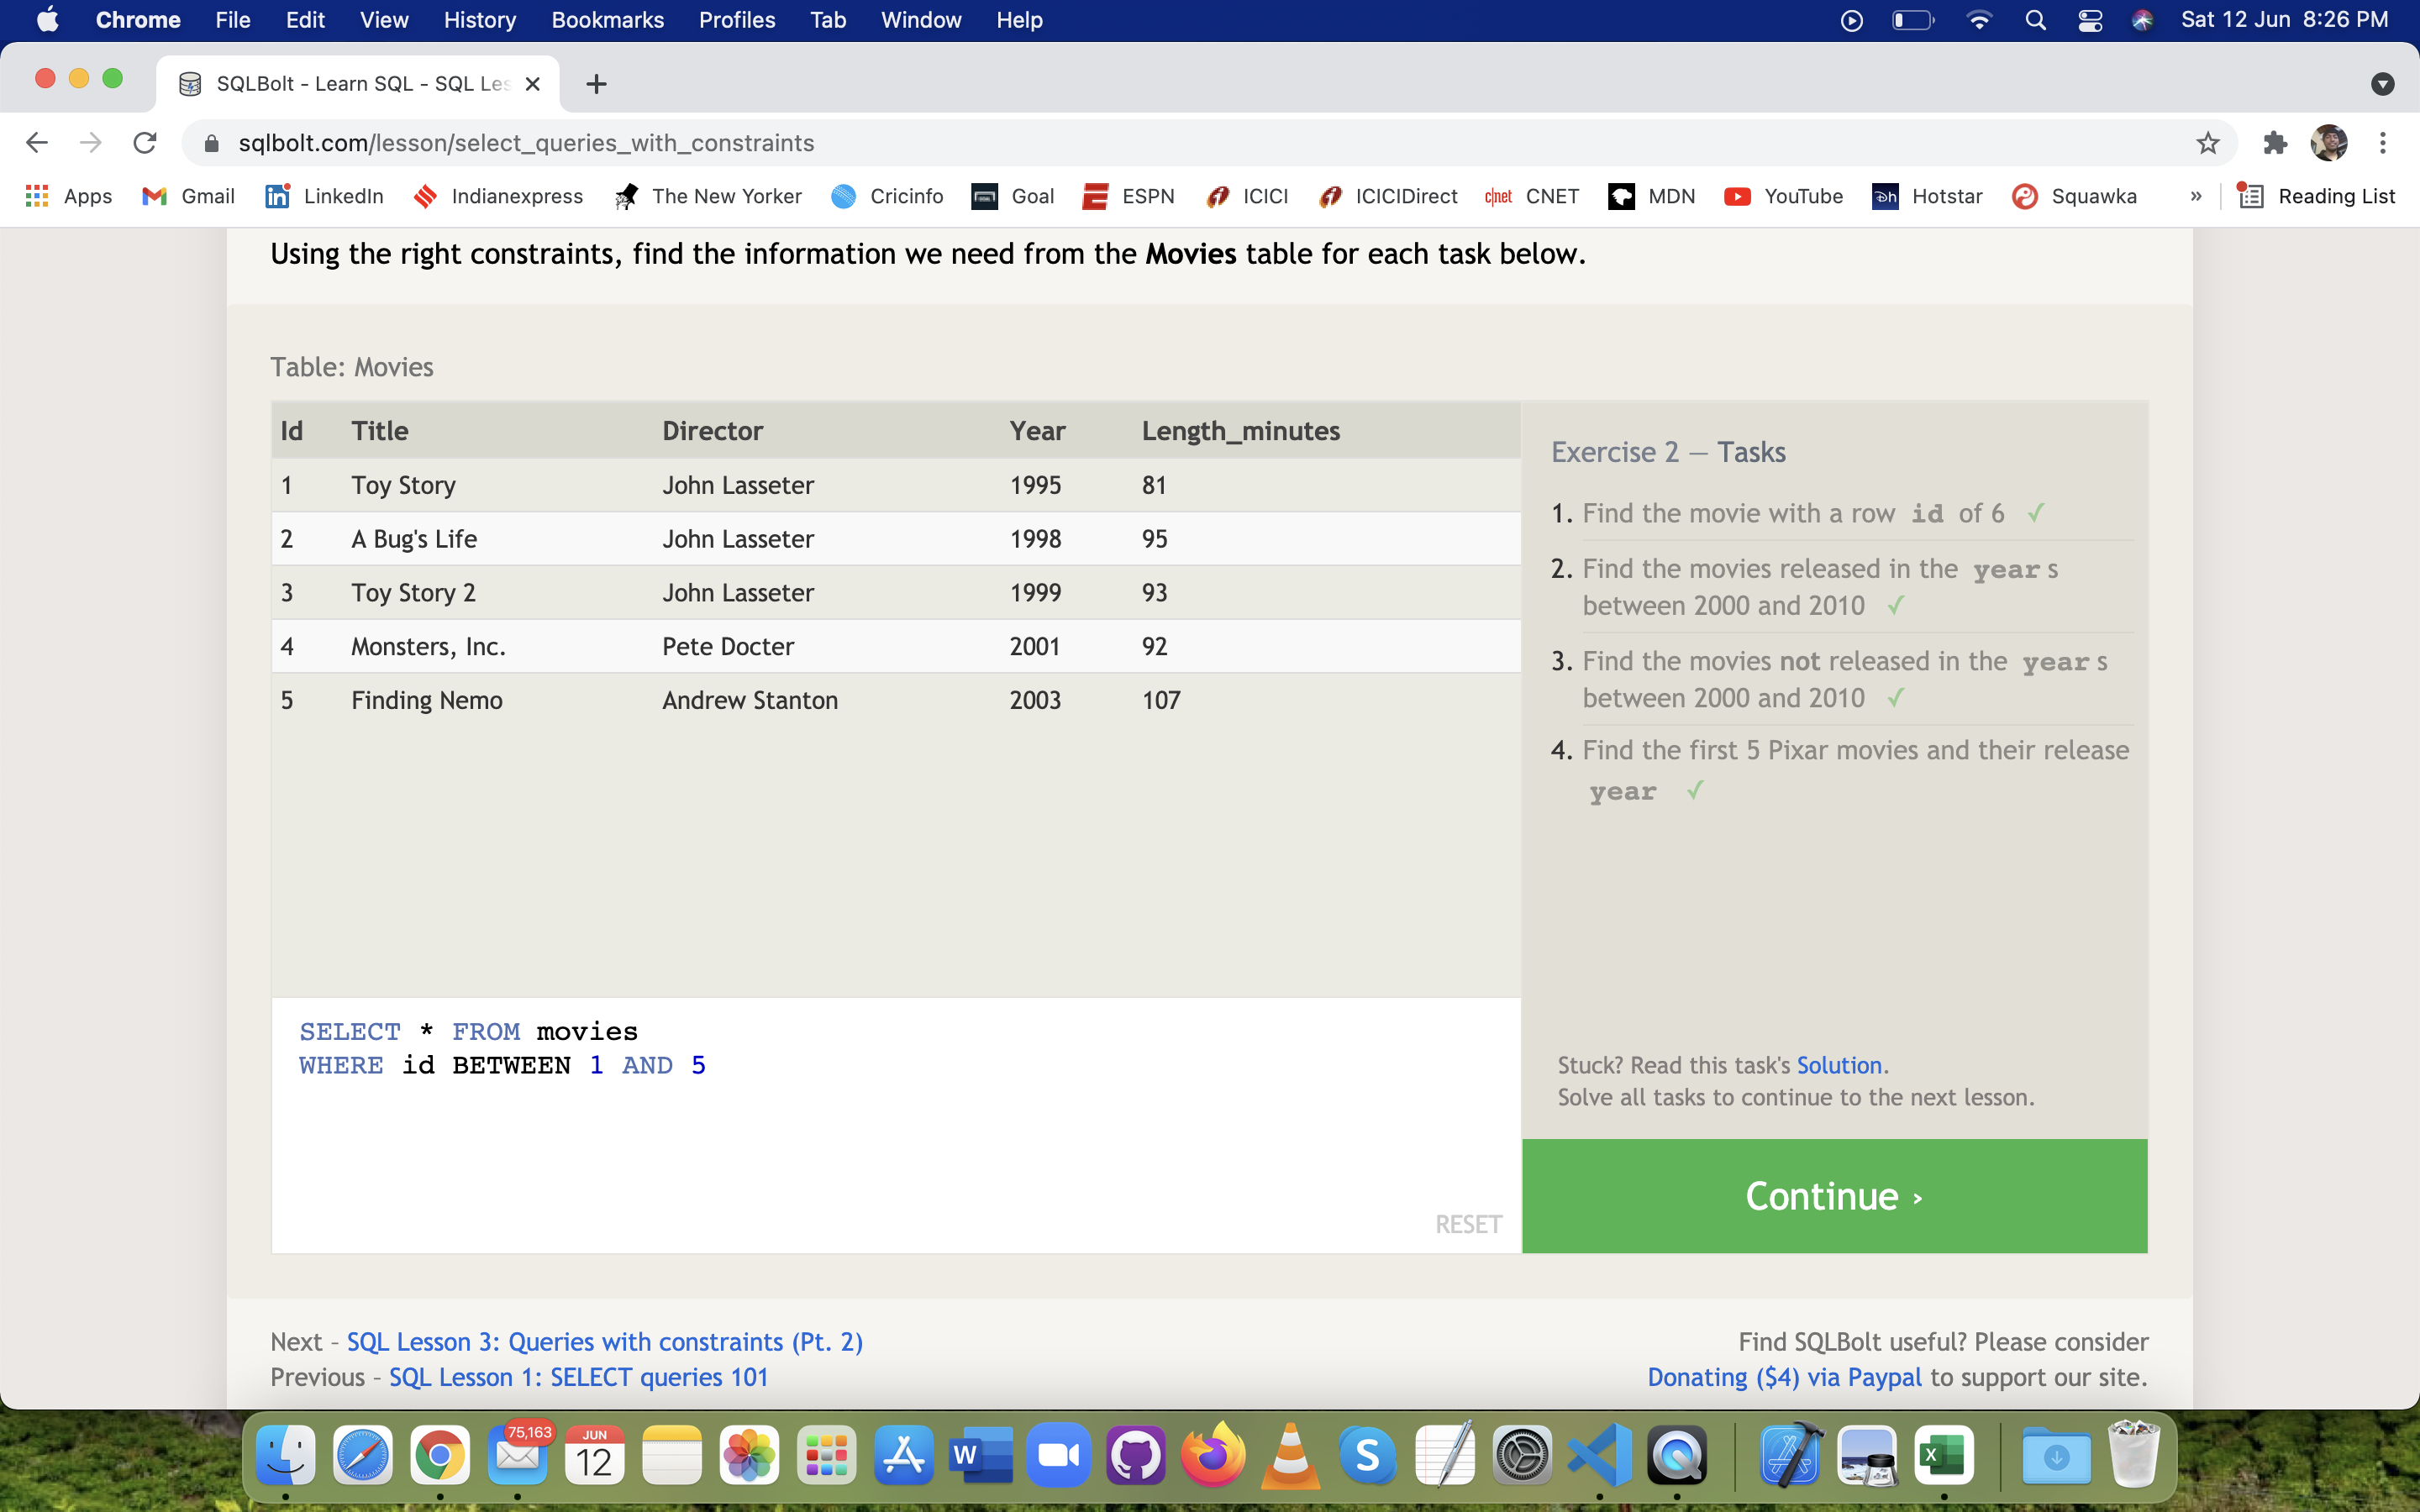 Chrome File Edit View History Bookmarks Profiles Tab Window Help Sat 12 Jun 8:26 PM
SQLBolt - Learn SQL - SQL Les
sqlbolt.com/lesson/select_queries_with_constraints
Apps Gmail LinkedIn Indianexpress The New Yorker Cricinfo Goal ESPN ICICI ICICIDirect c|net CNET MDN YouTube Hotstar Squawka » Reading List
Using the right constraints, find the information we need from the Movies table for each task below.
Table: Movies
Id Title Director Year Length_minutes
1 Toy Story John Lasseter 1995 81
2 A Bug's Life John Lasseter 1998 95
3 Toy Story 2 John Lasseter 1999 93
4 Monsters, Inc. Pete Docter 2001 92
5 Finding Nemo Andrew Stanton 2003 107
SELECT * FROM movies
WHERE id BETWEEN 1 AND 5
RESET
Exercise 2 — Tasks
1. Find the movie with a row id of 6 ✓
2. Find the movies released in the year s
between 2000 and 2010 ✓
3. Find the movies not released in the year s
between 2000 and 2010 ✓
4. Find the first 5 Pixar movies and their release
year ✓
Stuck? Read this task's Solution.
Solve all tasks to continue to the next lesson.
Continue ›
Next – SQL Lesson 3: Queries with constraints (Pt. 2)
Previous – SQL Lesson 1: SELECT queries 101
Find SQLBolt useful? Please consider
Donating ($4) via Paypal to support our site.
75,163
JUN
12
W
S
X